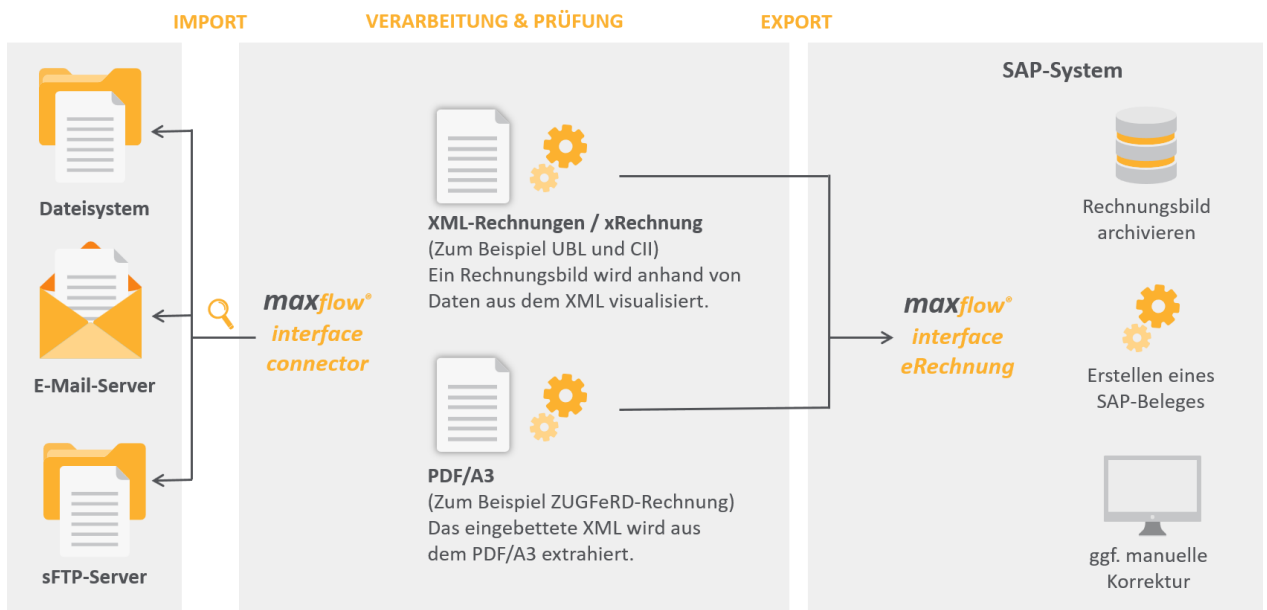 IMPORT
VERARBEITUNG & PRÜFUNG
EXPORT
Dateisystem
E-Mail-Server
sFTP-Server
maxflow®
interface
connector
XML-Rechnungen / xRechnung
(Zum Beispiel UBL und CII)
Ein Rechnungsbild wird anhand von
Daten aus dem XML visualisiert.
PDF/A3
(Zum Beispiel ZUGFeRD-Rechnung)
Das eingebettete XML wird aus
dem PDF/A3 extrahiert.
maxflow®
interface
eRechnung
SAP-System
Rechnungsbild
archivieren
Erstellen eines
SAP-Beleges
ggf. manuelle
Korrektur